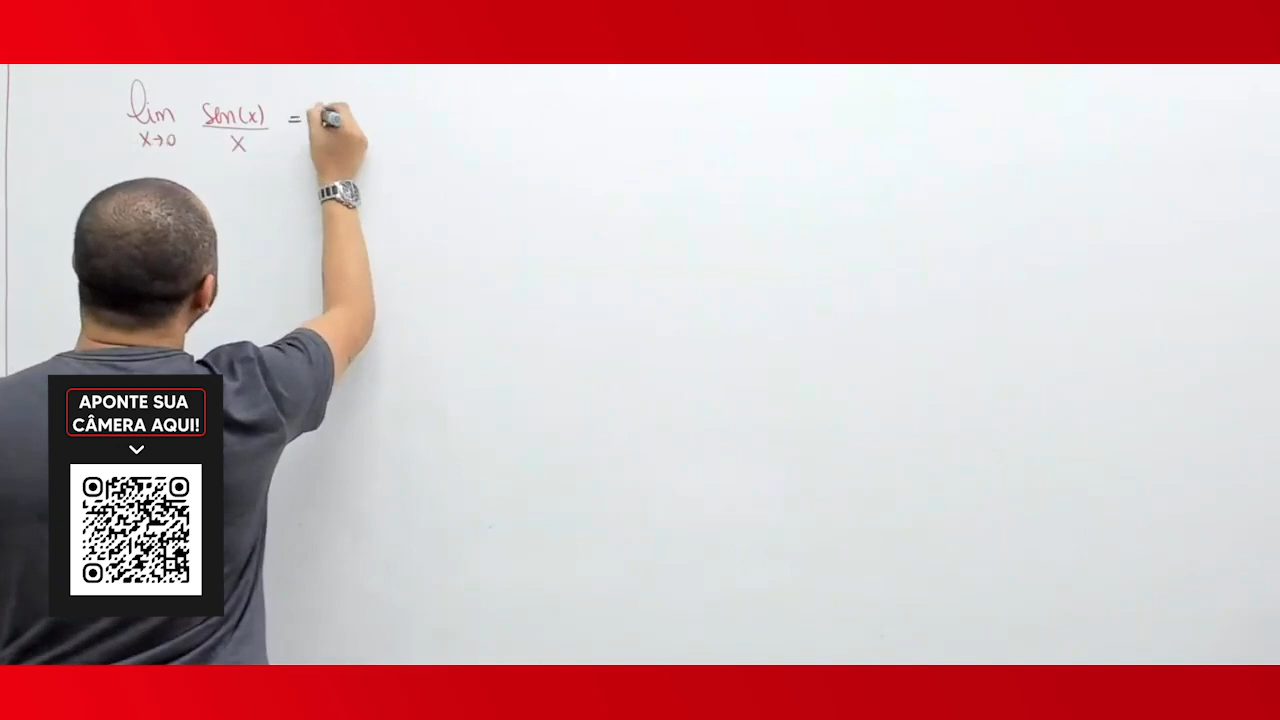 lim sen(x) =
x→0 x
APONTE SUA
CÂMERA AQUI!